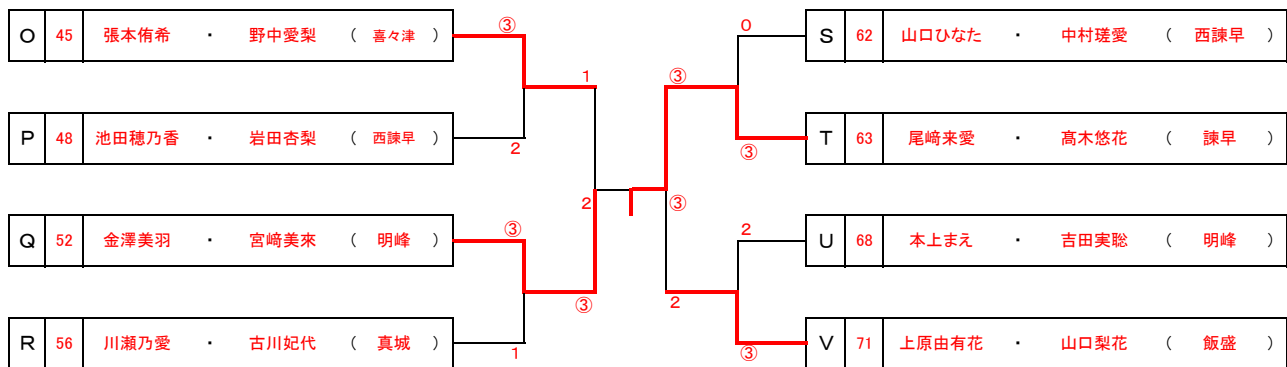 O 45 張本侑希 ・ 野中愛梨 ( 喜々津 ) ③
0 S 62 山口ひなた ・ 中村瑳愛 ( 西諫早 )
1 ③
P 48 池田穂乃香 ・ 岩田杏梨 ( 西諫早 ) 2
③ T 63 尾﨑来愛 ・ 髙木悠花 ( 諫早 )
2 ③
Q 52 金澤美羽 ・ 宮﨑美來 ( 明峰 ) ③
2 U 68 本上まえ ・ 吉田実聡 ( 明峰 )
③ 2
R 56 川瀬乃愛 ・ 古川妃代 ( 真城 ) 1
③ V 71 上原由有花 ・ 山口梨花 ( 飯盛 )